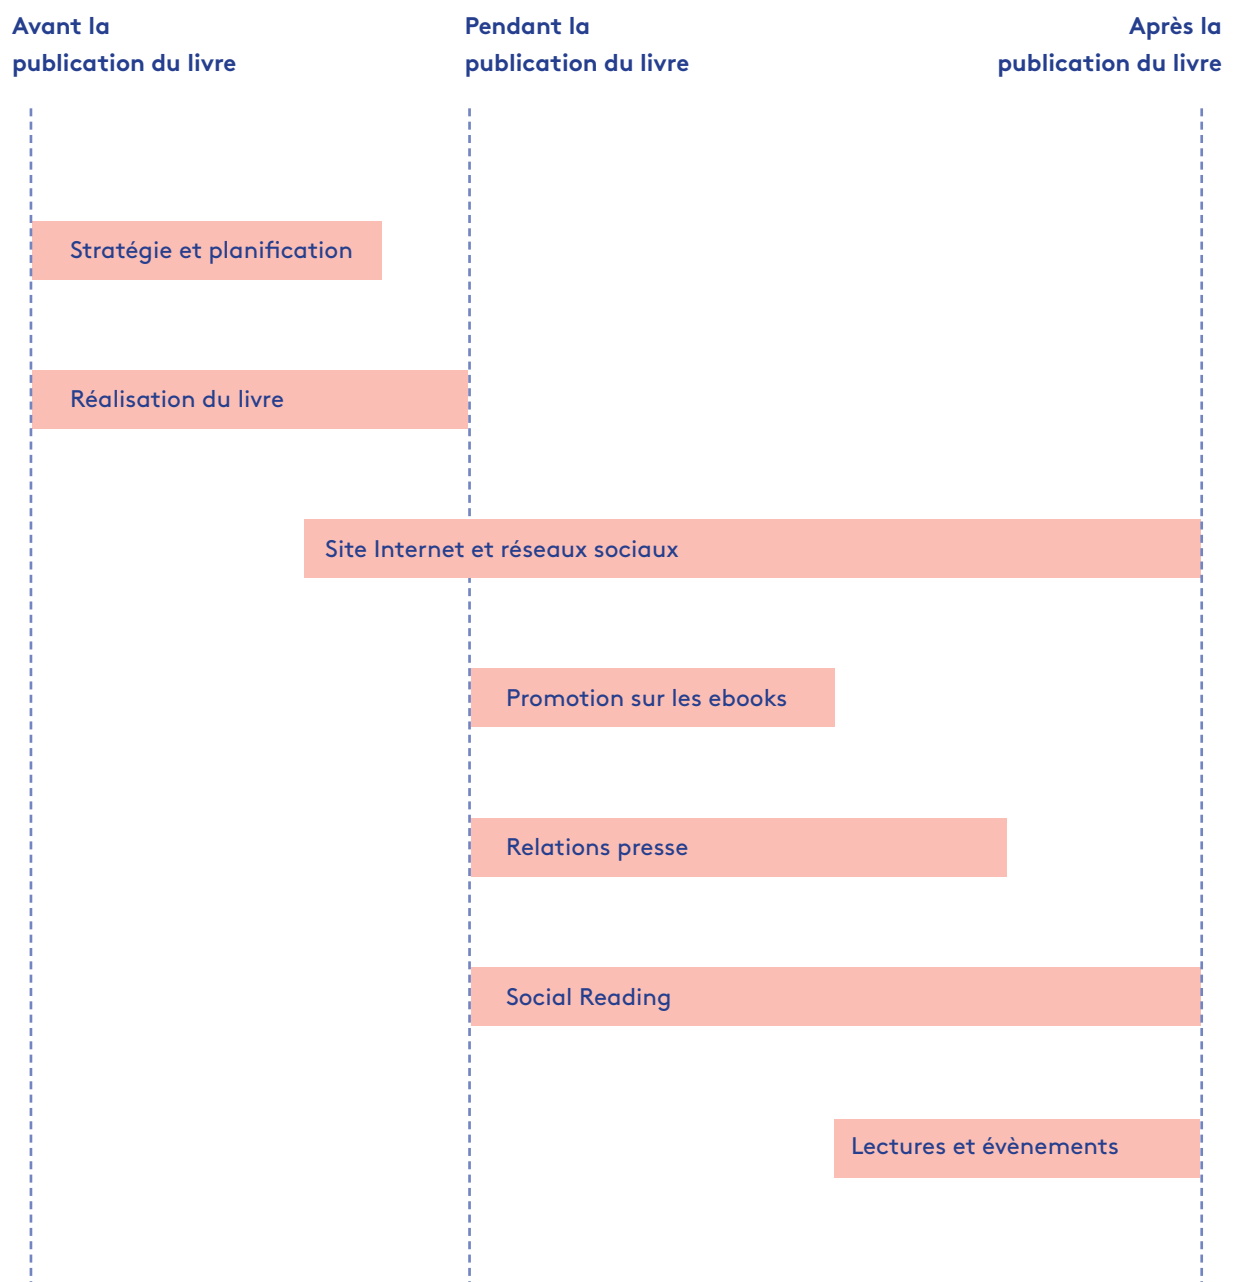 Avant la
publication du livre
Pendant la
publication du livre
Après la
publication du livre
Stratégie et planification
Réalisation du livre
Site Internet et réseaux sociaux
Promotion sur les ebooks
Relations presse
Social Reading
Lectures et évènements